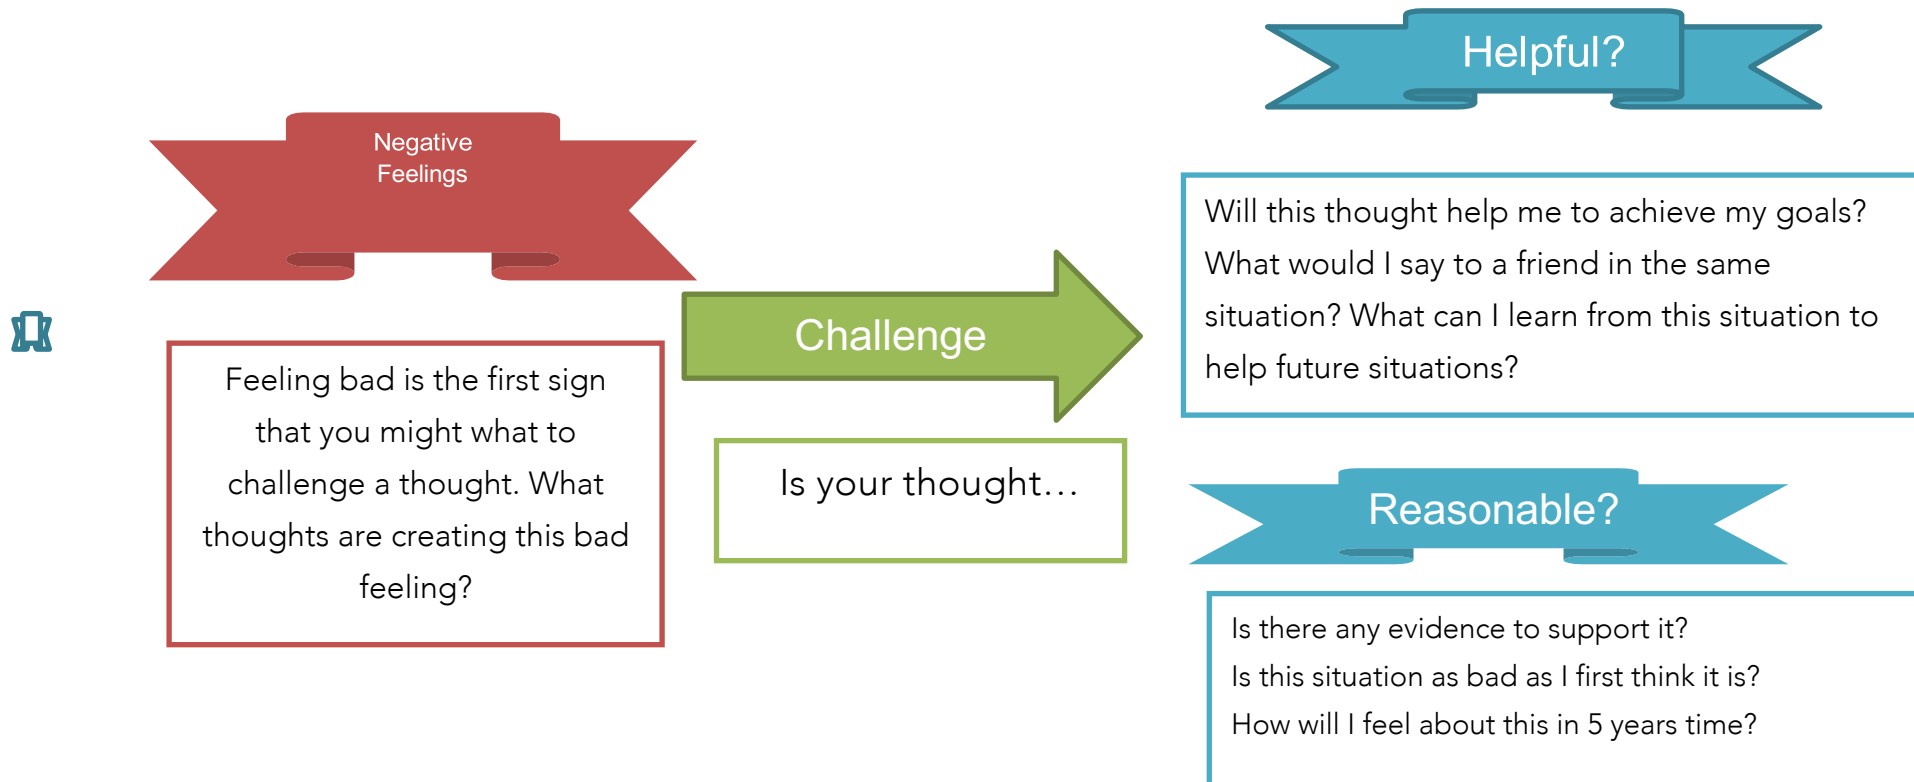 Negative
Feelings
Feeling bad is the first sign
that you might what to
challenge a thought. What
thoughts are creating this bad
feeling?
Challenge
Is your thought…
Helpful?
Will this thought help me to achieve my goals?
What would I say to a friend in the same
situation? What can I learn from this situation to
help future situations?
Reasonable?
Is there any evidence to support it?
Is this situation as bad as I first think it is?
How will I feel about this in 5 years time?